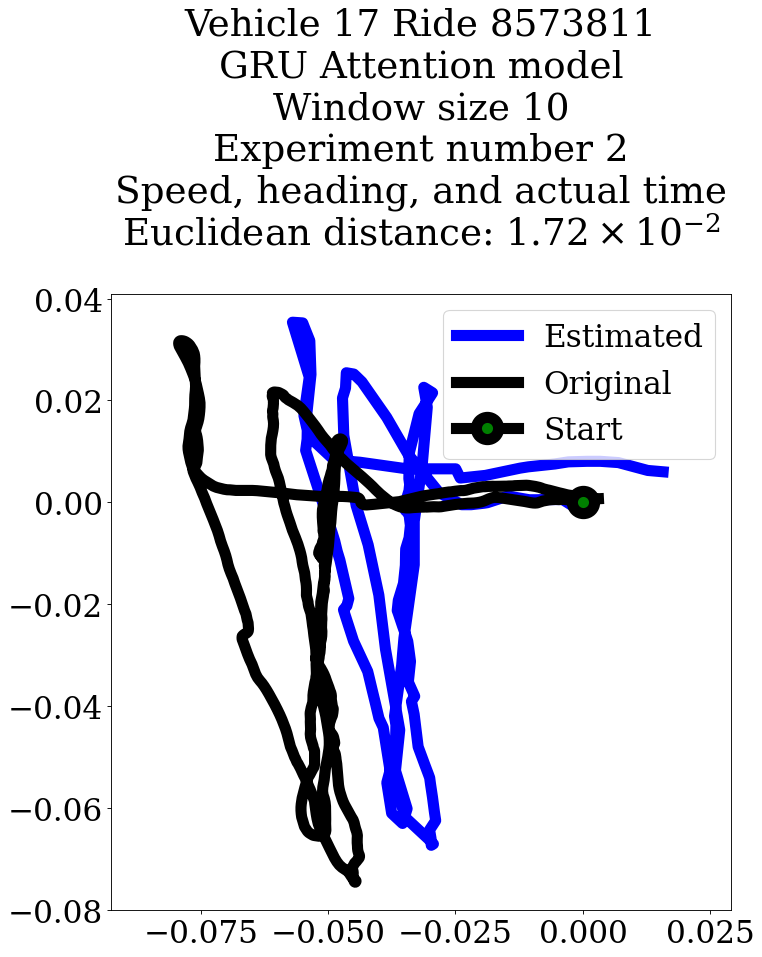 Vehicle 17 Ride 8573811
GRU Attention model
Window size 10
Experiment number 2
Speed, heading, and actual time
Euclidean distance: 1.72 × 10⁻²
Estimated
Original
Start
0.04
0.02
0.00
−0.02
−0.04
−0.06
−0.08
−0.075 −0.050 −0.025 0.000 0.025